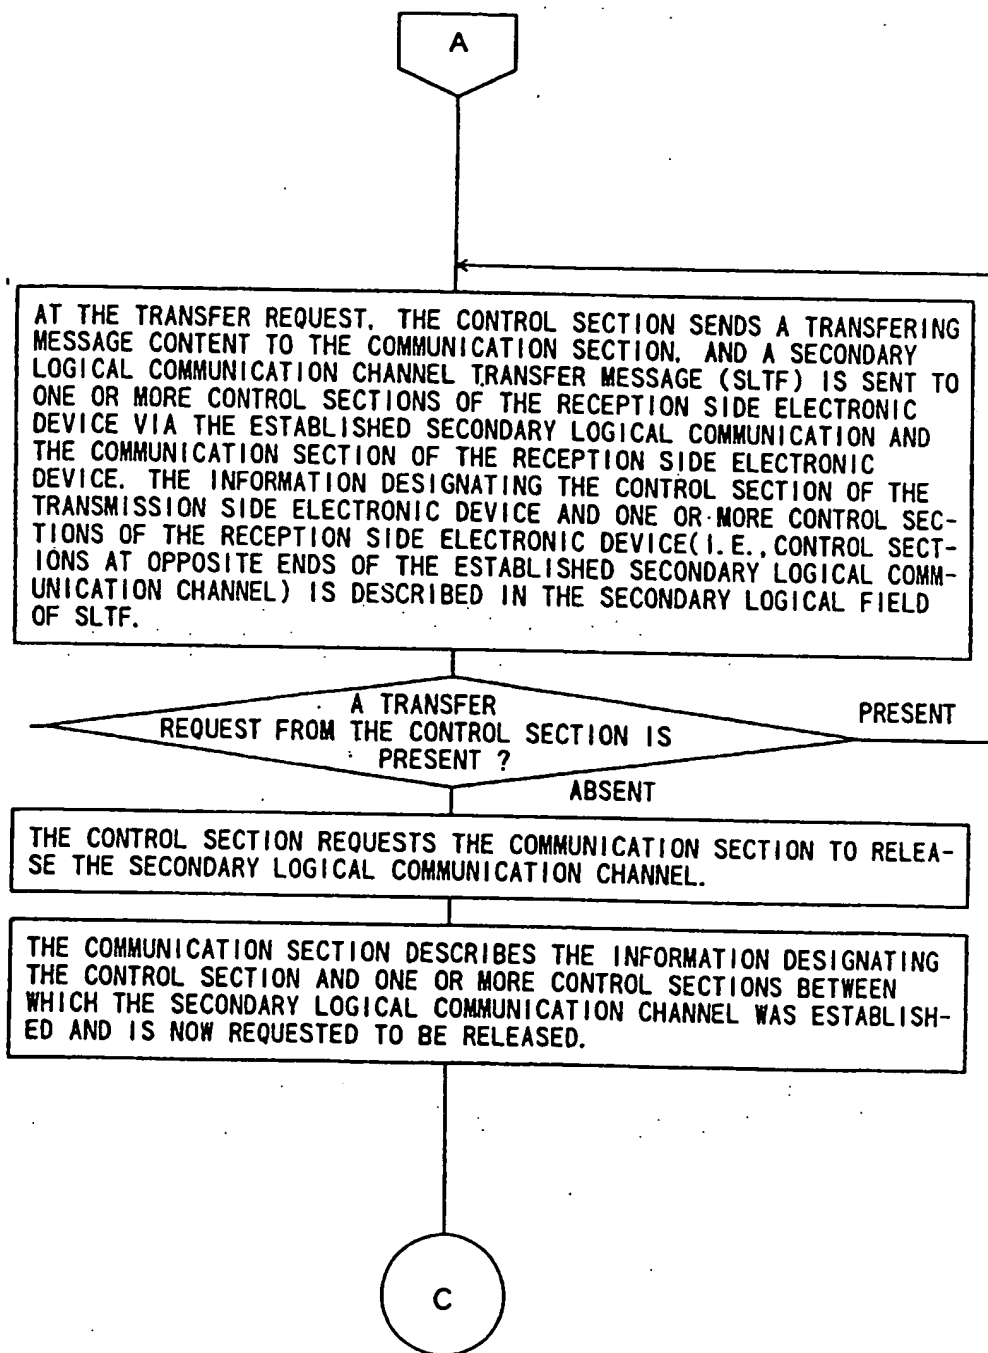 A
AT THE TRANSFER REQUEST. THE CONTROL SECTION SENDS A TRANSFERING
MESSAGE CONTENT TO THE COMMUNICATION SECTION. AND A SECONDARY
LOGICAL COMMUNICATION CHANNEL TRANSFER MESSAGE (SLTF) IS SENT TO
ONE OR MORE CONTROL SECTIONS OF THE RECEPTION SIDE ELECTRONIC
DEVICE VIA THE ESTABLISHED SECONDARY LOGICAL COMMUNICATION AND
THE COMMUNICATION SECTION OF THE RECEPTION SIDE ELECTRONIC
DEVICE. THE INFORMATION DESIGNATING THE CONTROL SECTION OF THE
TRANSMISSION SIDE ELECTRONIC DEVICE AND ONE OR MORE CONTROL SEC-
TIONS OF THE RECEPTION SIDE ELECTRONIC DEVICE(I.E.,CONTROL SECT-
IONS AT OPPOSITE ENDS OF THE ESTABLISHED SECONDARY LOGICAL COMM-
UNICATION CHANNEL) IS DESCRIBED IN THE SECONDARY LOGICAL FIELD
OF SLTF.
A TRANSFER
REQUEST FROM THE CONTROL SECTION IS
PRESENT ?
PRESENT
ABSENT
THE CONTROL SECTION REQUESTS THE COMMUNICATION SECTION TO RELEA-
SE THE SECONDARY LOGICAL COMMUNICATION CHANNEL.
THE COMMUNICATION SECTION DESCRIBES THE INFORMATION DESIGNATING
THE CONTROL SECTION AND ONE OR MORE CONTROL SECTIONS BETWEEN
WHICH THE SECONDARY LOGICAL COMMUNICATION CHANNEL WAS ESTABLISH-
ED AND IS NOW REQUESTED TO BE RELEASED.
C